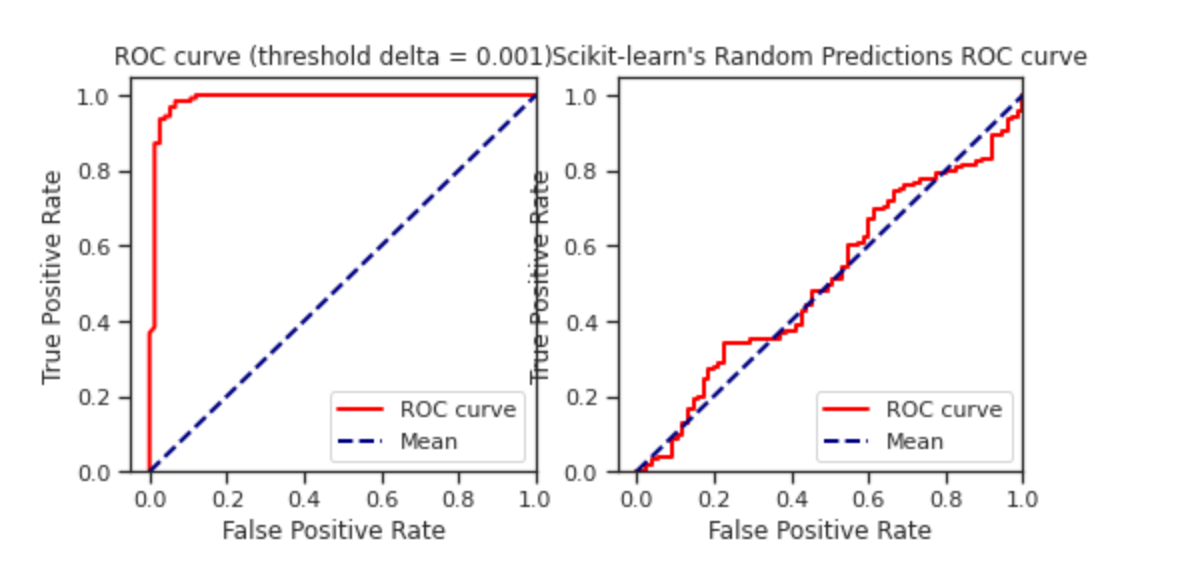 ROC curve (threshold delta = 0.001)
True Positive Rate
1.0
0.8
0.6
0.4
0.2
0.0
ROC curve
Mean
0.0 0.2 0.4 0.6 0.8 1.0
False Positive Rate
Scikit-learn's Random Predictions ROC curve
True Positive Rate
1.0
0.8
0.6
0.4
0.2
0.0
ROC curve
Mean
0.0 0.2 0.4 0.6 0.8 1.0
False Positive Rate